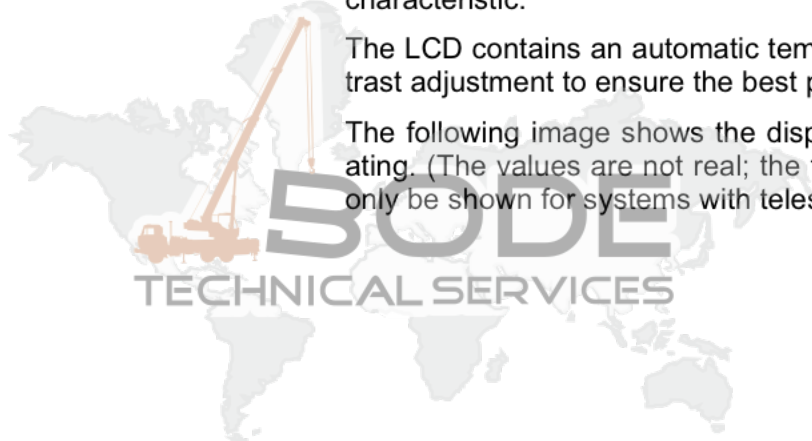 characteristic.
The LCD contains an automatic tem
trast adjustment to ensure the best p
The following image shows the disp
ating. (The values are not real; the
only be shown for systems with teles
BODE
TECHNICAL SERVICES